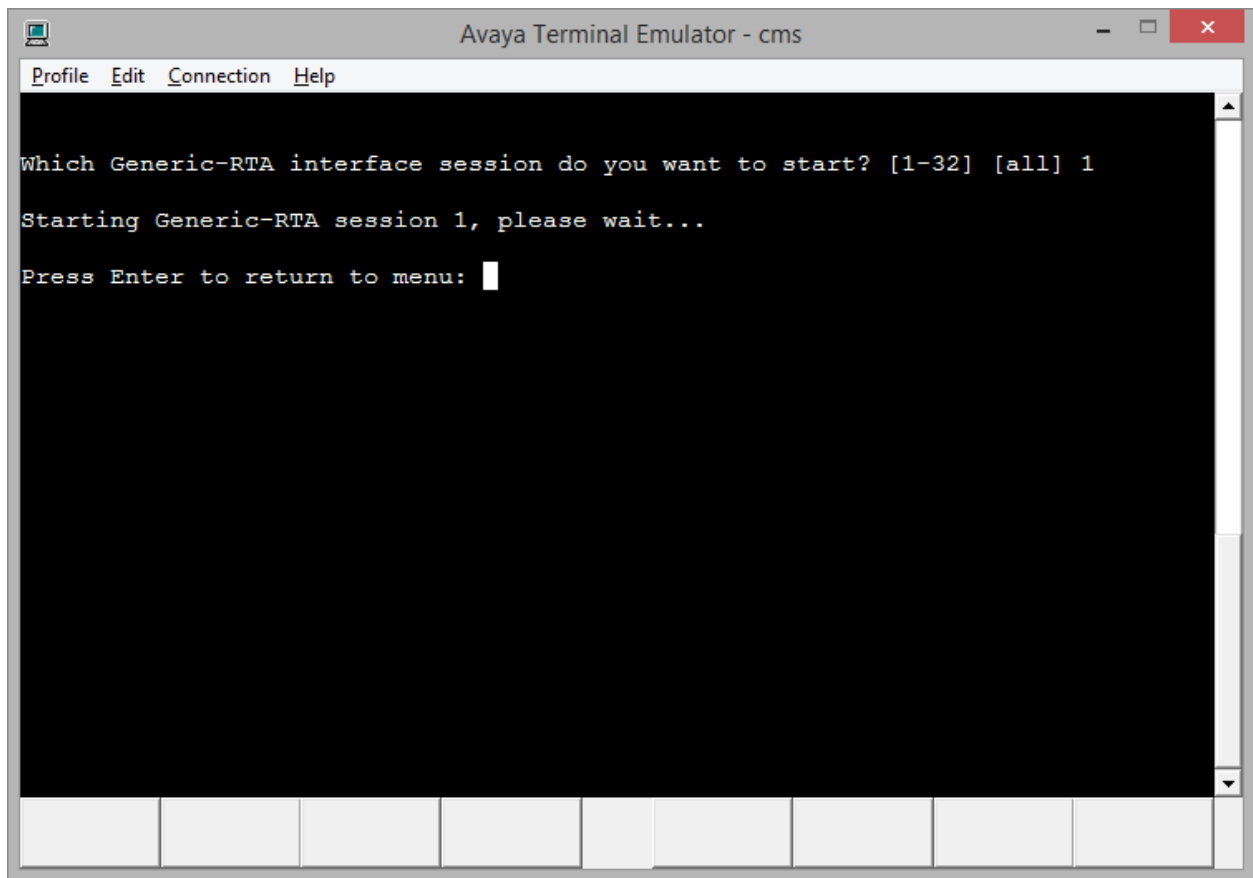 Avaya Terminal Emulator - cms
Profile Edit Connection Help
Which Generic-RTA interface session do you want to start? [1-32] [all] 1
Starting Generic-RTA session 1, please wait...
Press Enter to return to menu: